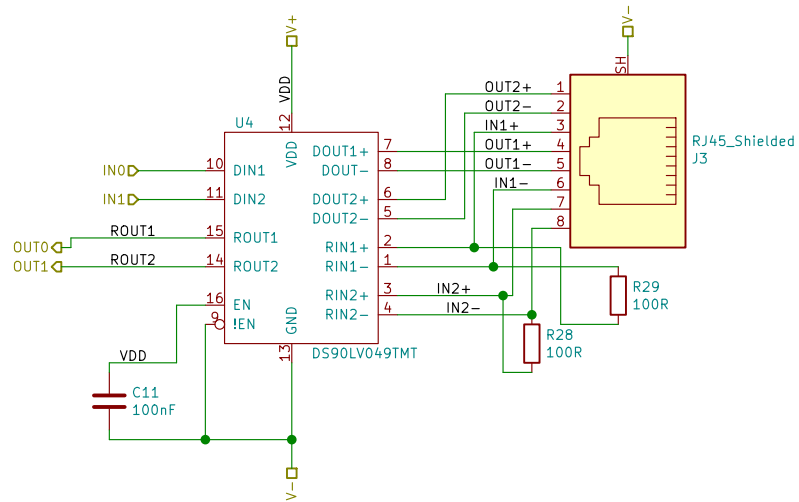 V+
V-
VDD
12
U4
VDD
SH
IN0
10
DIN1
DOUT1+
7
IN1
11
DIN2
DOUT-
8
OUT0
ROUT1
15
ROUT1
DOUT2+
6
OUT1
ROUT2
14
ROUT2
DOUT2-
5
RIN1+
2
RIN1-
1
16
EN
RIN2+
3
IN2+
9
!EN
RIN2-
4
IN2-
GND
13
DS90LV049TMT
OUT2+
1
OUT2-
2
IN1+
3
OUT1+
4
OUT1-
5
IN1-
6
7
8
RJ45_Shielded
J3
R29
100R
R28
100R
VDD
C11
100nF
V-